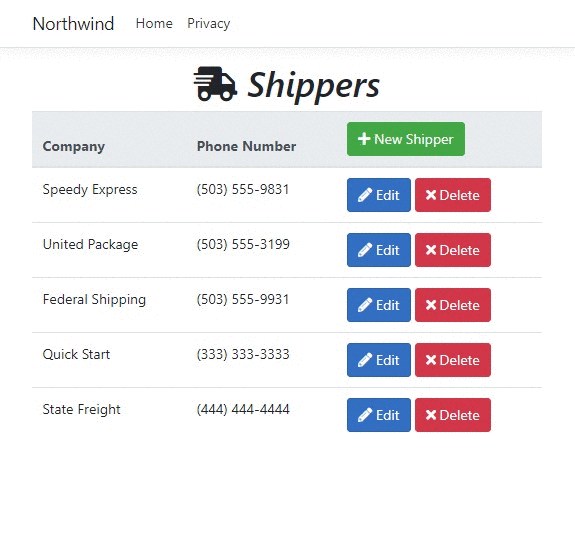 Northwind Home Privacy
Shippers
Company Phone Number New Shipper
Speedy Express (503) 555-9831 Edit Delete
United Package (503) 555-3199 Edit Delete
Federal Shipping (503) 555-9931 Edit Delete
Quick Start (333) 333-3333 Edit Delete
State Freight (444) 444-4444 Edit Delete